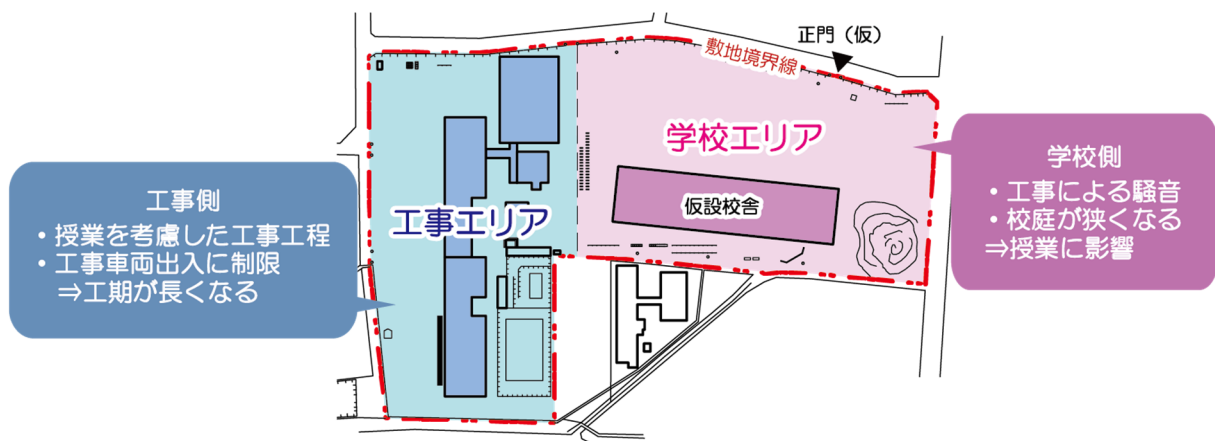 正門（仮）
敷地境界線
学校エリア
仮設校舎
工事エリア
工事側
・授業を考慮した工事工程
・工事車両出入に制限
⇒工期が長くなる
学校側
・工事による騒音
・校庭が狭くなる
⇒授業に影響